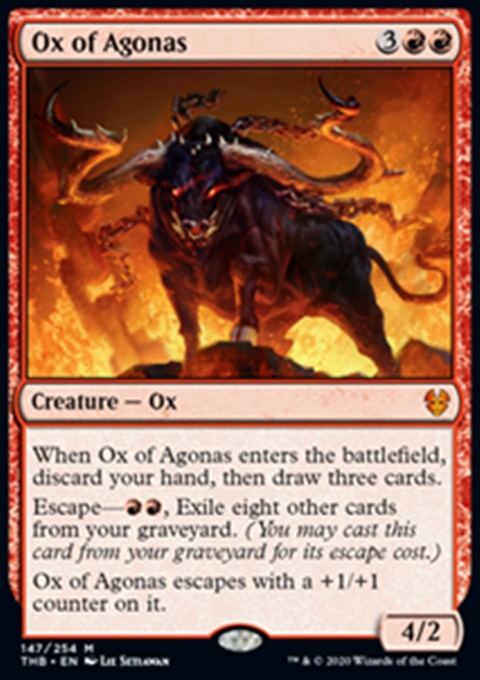 Ox of Agonas
3
When Ox of Agonas enters the battlefield,
discard your hand, then draw three cards.
Escape—, Exile eight other cards
from your graveyard. (You may cast this
card from your graveyard for its escape cost.)
Ox of Agonas escapes with a +1/+1
counter on it.
Creature — Ox
4/2
147/254 M
THB • EN Lie Setiawan
™ & © 2020 Wizards of the Coast